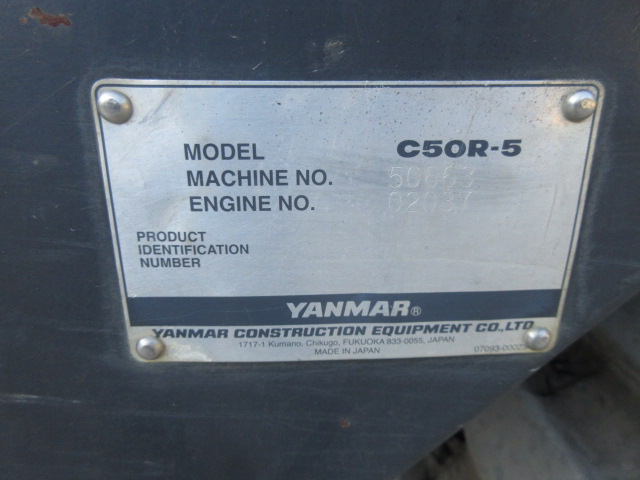 MODEL C50R-5
MACHINE NO.
ENGINE NO.
PRODUCT
IDENTIFICATION
NUMBER
YANMAR®
YANMAR CONSTRUCTION EQUIPMENT CO.,LTD
1717-1 Kumano, Chikugo, FUKUOKA 833-0055, JAPAN
MADE IN JAPAN